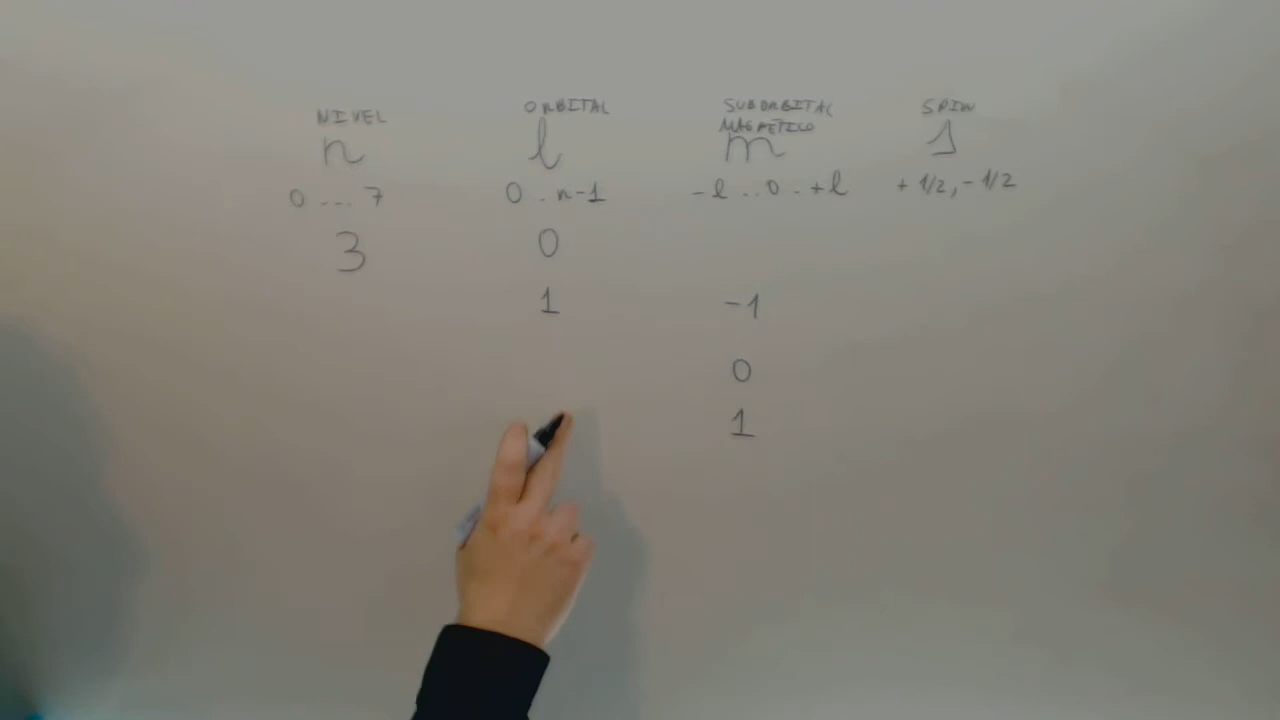 NIVEL ORBITAL SUBORBITAL SPIN
MAGNETICO
n l m s
0 ... 7 0 .. n-1 -l .. 0 .. +l + 1/2, - 1/2
3 0
1 -1
0
1